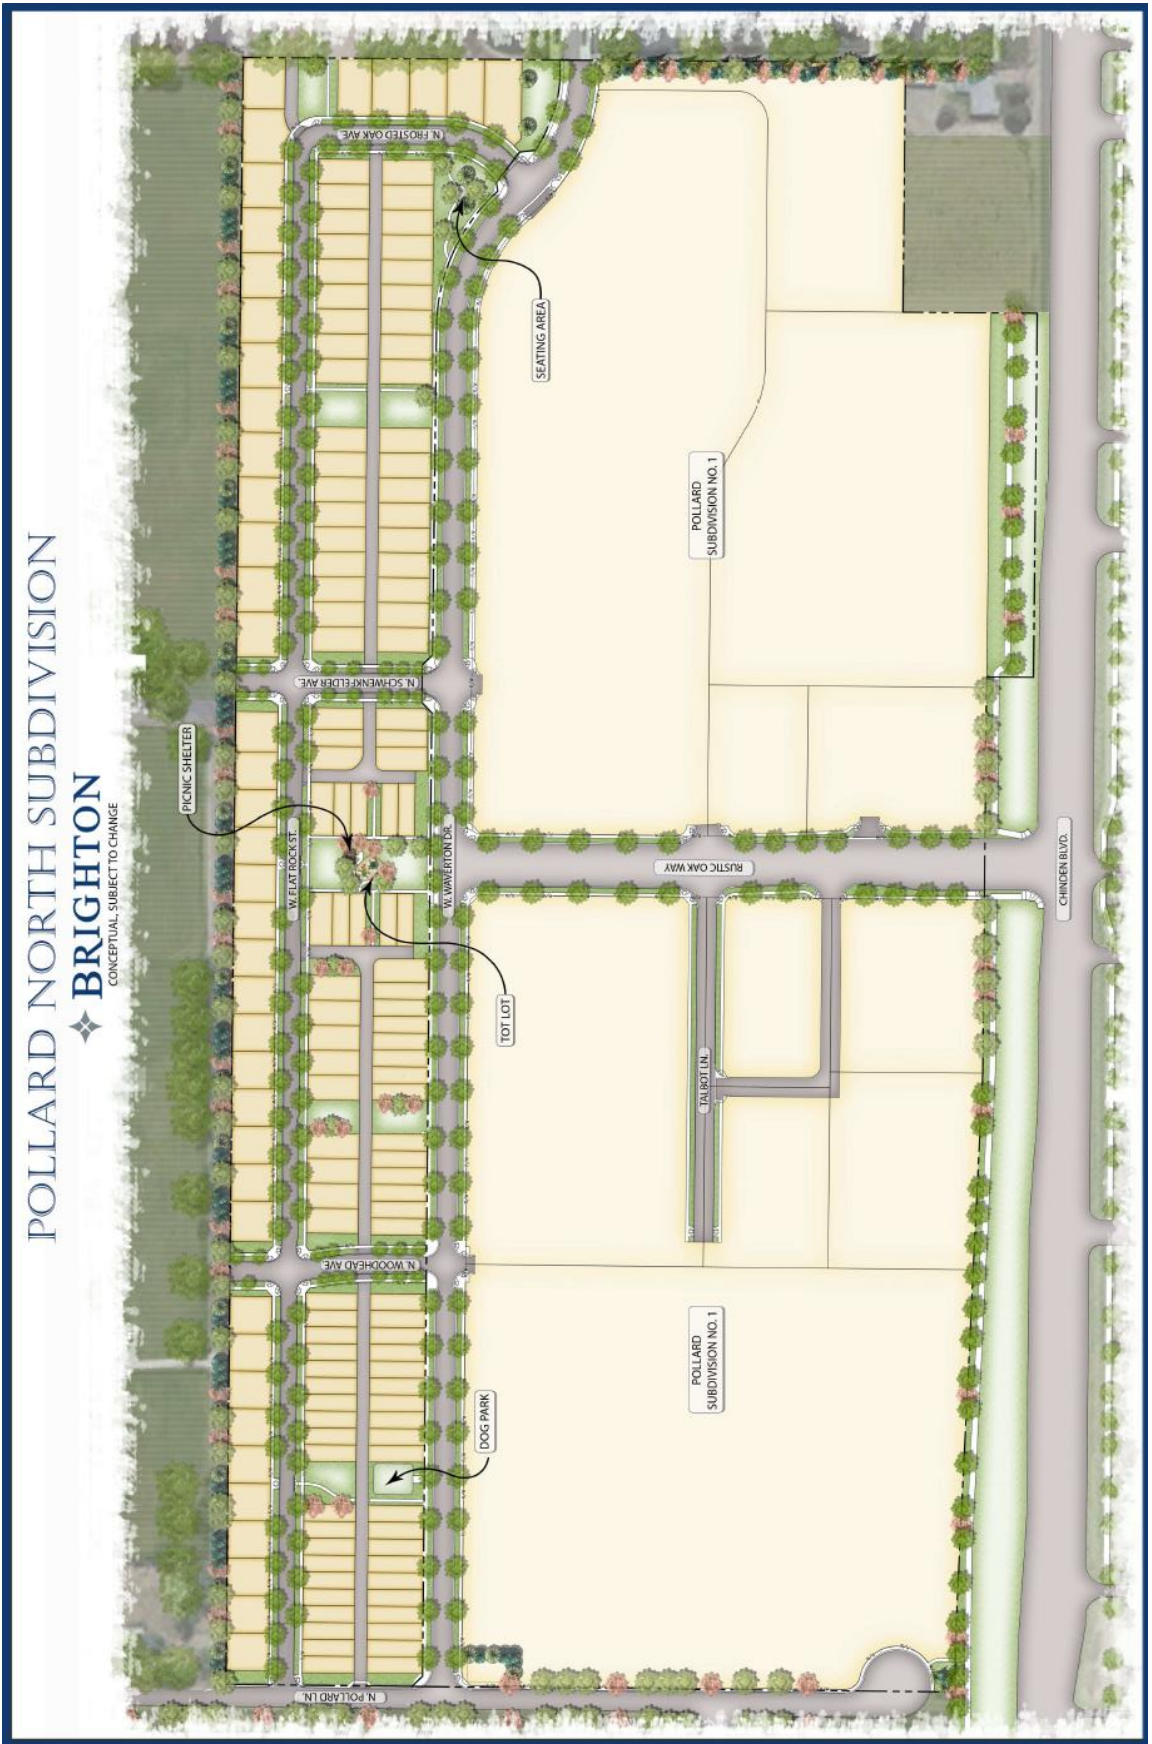 POLLARD NORTH SUBDIVISION
BRIGHTON
CONCEPTUAL, SUBJECT TO CHANGE
PICNIC SHELTER
N. POLLARD LN.
N. WOODHEAD AVE.
N. SCHWENKFELDER AVE.
N. FROSTED OAK AVE.
W. FLAT ROCK ST.
W. WAVERTON DR.
DOG PARK
TOT LOT
SEATING AREA
RUSTIC OAK WAY
TALBOT LN.
POLLARD
SUBDIVISION NO. 1
POLLARD
SUBDIVISION NO. 1
CHINDEN BLVD.